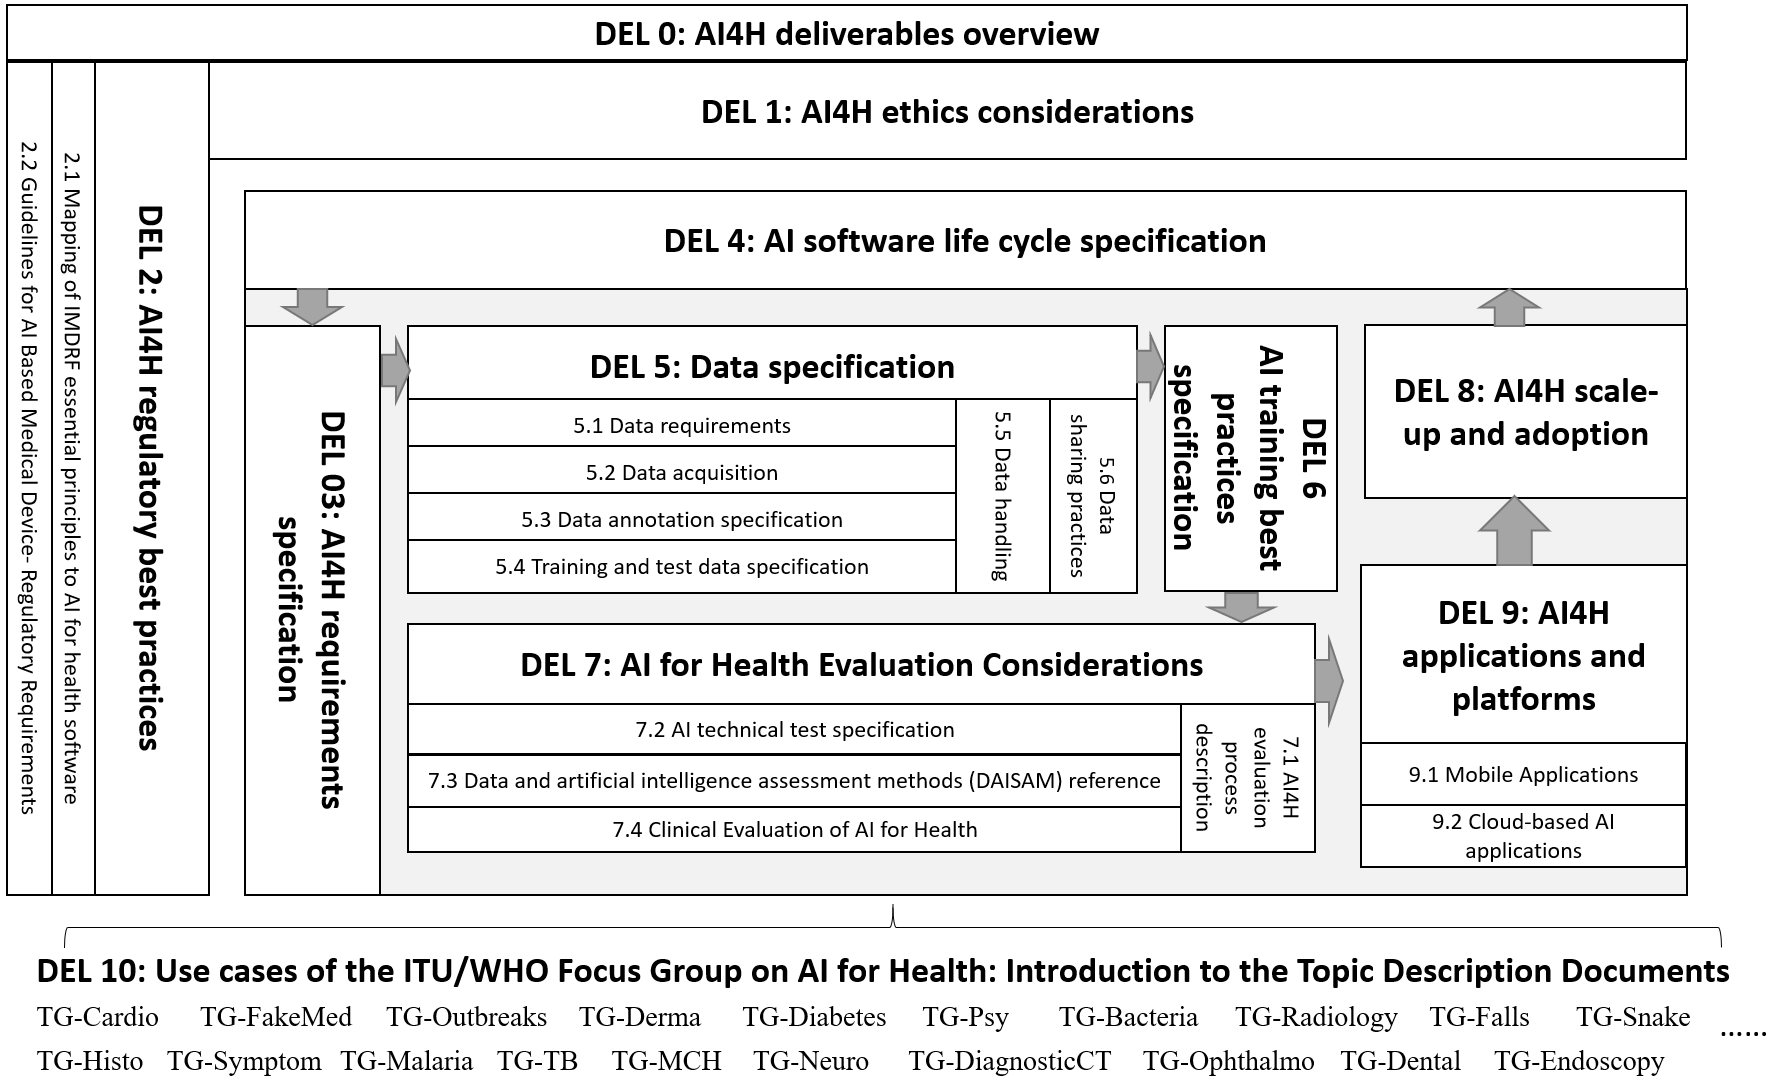 DEL 0: AI4H deliverables overview
DEL 1: AI4H ethics considerations
2.2 Guidelines for AI Based Medical Device- Regulatory Requirements
2.1 Mapping of IMDRF essential principles to AI for health software
DEL 2: AI4H regulatory best practices
DEL 4: AI software life cycle specification
DEL 03: AI4H requirements
specification
DEL 5: Data specification
5.1 Data requirements
5.2 Data acquisition
5.3 Data annotation specification
5.4 Training and test data specification
5.5 Data handling
5.6 Data
sharing practices
DEL 6
AI training best
practices
specification
DEL 7: AI for Health Evaluation Considerations
7.2 AI technical test specification
7.3 Data and artificial intelligence assessment methods (DAISAM) reference
7.4 Clinical Evaluation of AI for Health
7.1 AI4H
evaluation
process
description
DEL 8: AI4H scale-
up and adoption
DEL 9: AI4H
applications and
platforms
9.1 Mobile Applications
9.2 Cloud-based AI
applications
DEL 10: Use cases of the ITU/WHO Focus Group on AI for Health: Introduction to the Topic Description Documents
TG-Cardio TG-FakeMed TG-Outbreaks TG-Derma TG-Diabetes TG-Psy TG-Bacteria TG-Radiology TG-Falls TG-Snake ……
TG-Histo TG-Symptom TG-Malaria TG-TB TG-MCH TG-Neuro TG-DiagnosticCT TG-Ophthalmo TG-Dental TG-Endoscopy